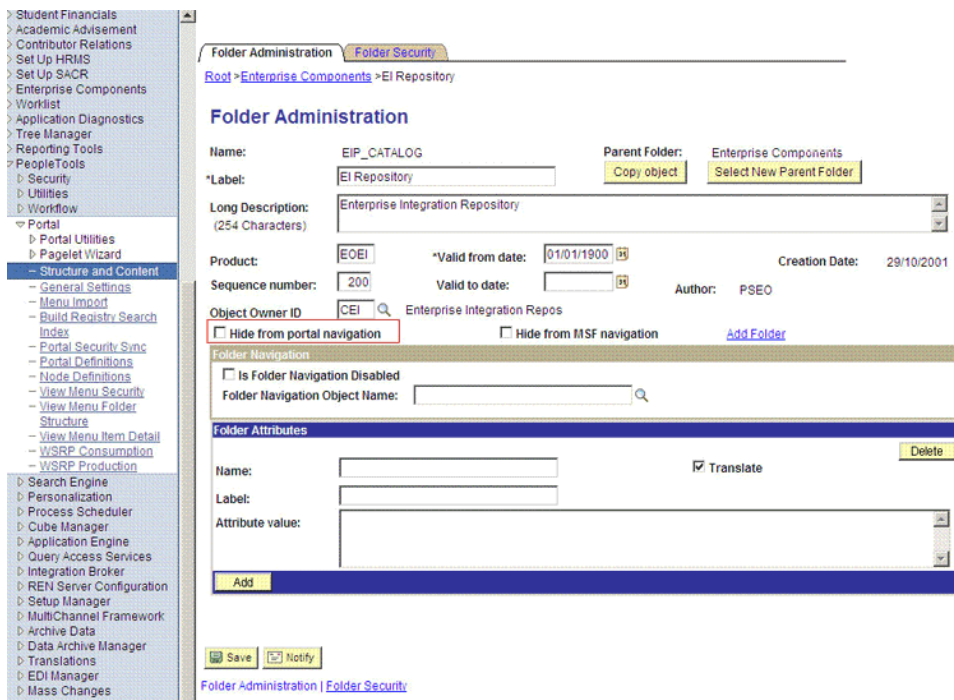 Student Financials
Academic Advisement
Contributor Relations
Set Up HRMS
Set Up SACR
Enterprise Components
Worklist
Application Diagnostics
Tree Manager
Reporting Tools
PeopleTools
Security
Utilities
Workflow
Portal
Portal Utilities
Pagelet Wizard
Structure and Content
General Settings
Menu Import
Build Registry Search
Index
Portal Security Sync
Portal Definitions
Node Definitions
View Menu Security
View Menu Folder
Structure
View Menu Item Detail
WSRP Consumption
WSRP Production
Search Engine
Personalization
Process Scheduler
Cube Manager
Application Engine
Query Access Services
Integration Broker
REN Server Configuration
Setup Manager
MultiChannel Framework
Archive Data
Data Archive Manager
Translations
EDI Manager
Mass Changes
Folder Administration Folder Security
Root >Enterprise Components >EI Repository
Folder Administration
Name: EIP_CATALOG Parent Folder: Enterprise Components
*Label: EI Repository Copy object Select New Parent Folder
Long Description: Enterprise Integration Repository
(254 Characters)
Product: EOEI *Valid from date: 01/01/1900 Creation Date: 29/10/2001
Sequence number: 200 Valid to date: Author: PSEO
Object Owner ID CEI Enterprise Integration Repos
Hide from portal navigation Hide from MSF navigation Add Folder
Folder Navigation
Is Folder Navigation Disabled
Folder Navigation Object Name:
Folder Attributes
Delete
Name: Translate
Label:
Attribute value:
Add
Save Notify
Folder Administration | Folder Security